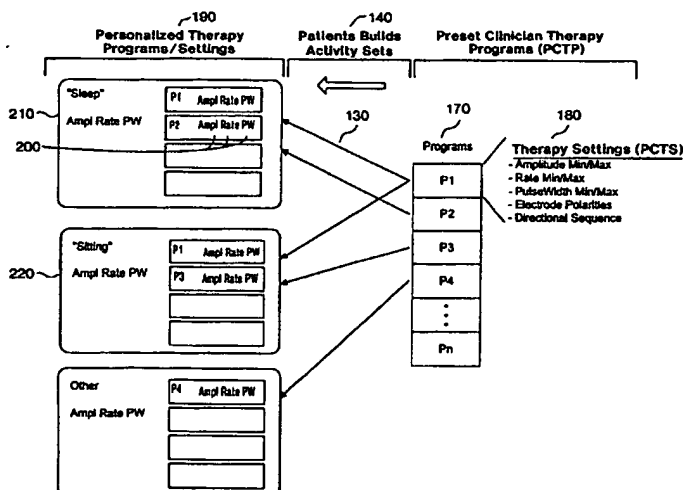 190
140
Personalized Therapy
Programs/Settings
Patients Builds
Activity Sets
Preset Clinician Therapy
Programs (PCTP)
210
"Sleep"
Ampl Rate PW
200
P1 Ampl Rate PW
P2 Ampl Rate PW
130
170
180
Programs
Therapy Settings (PCTS)
- Amplitude Min/Max
- Rate Min/Max
- PulseWidth Min/Max
- Electrode Polarities
- Directional Sequence
P1
P2
P3
P4
Pn
220
"Sitting"
Ampl Rate PW
P1 Ampl Rate PW
P3 Ampl Rate PW
Other
Ampl Rate PW
P4 Ampl Rate PW